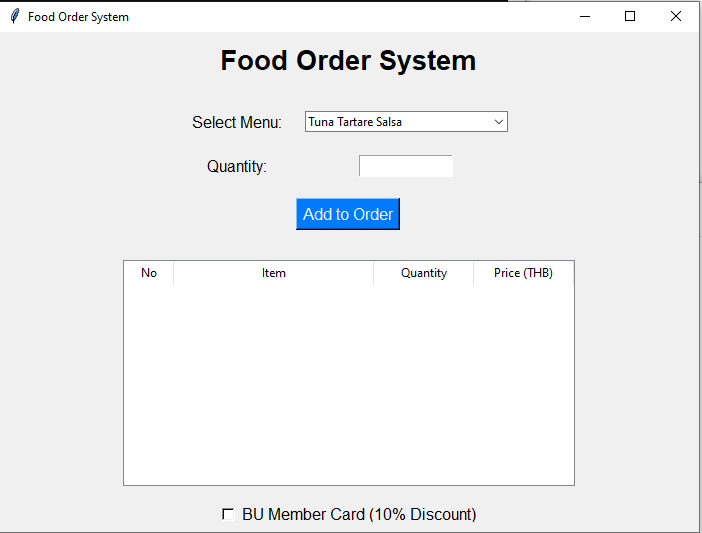 Food Order System
Food Order System
Select Menu: Tuna Tartare Salsa
Quantity:
Add to Order
No Item Quantity Price (THB)
BU Member Card (10% Discount)